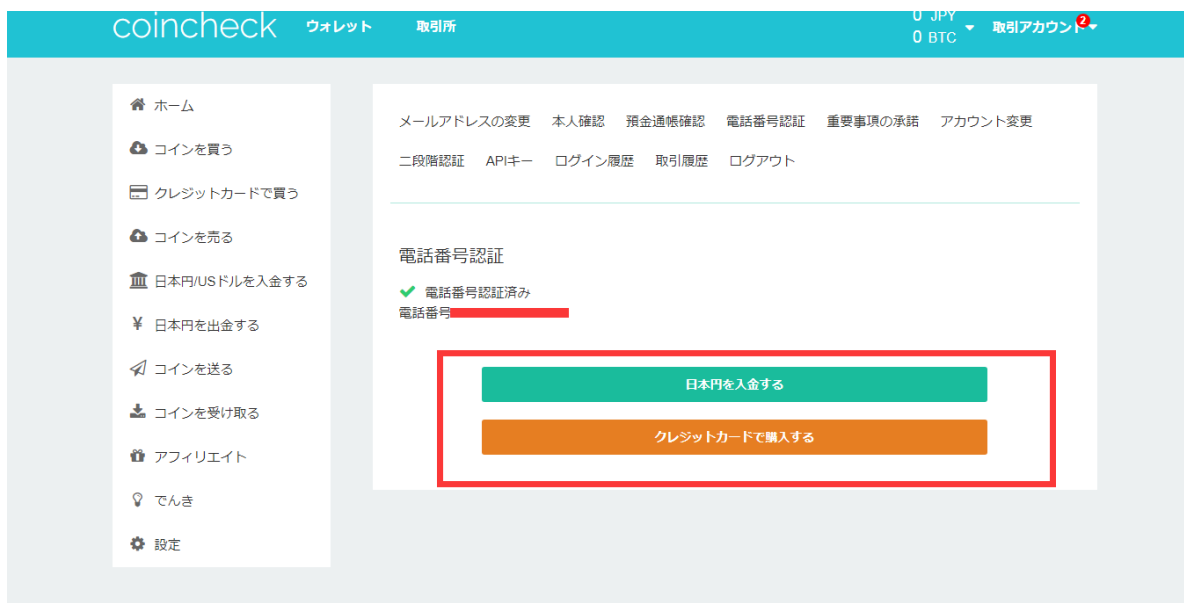 coincheck ウォレット 取引所
0 JPY
0 BTC
取引アカウント
2
ホーム
コインを買う
クレジットカードで買う
コインを売る
日本円/USドルを入金する
日本円を出金する
コインを送る
コインを受け取る
アフィリエイト
でんき
設定
メールアドレスの変更 本人確認 預金通帳確認 電話番号認証 重要事項の承諾 アカウント変更
二段階認証 APIキー ログイン履歴 取引履歴 ログアウト
電話番号認証
電話番号認証済み
電話番号
日本円を入金する
クレジットカードで購入する